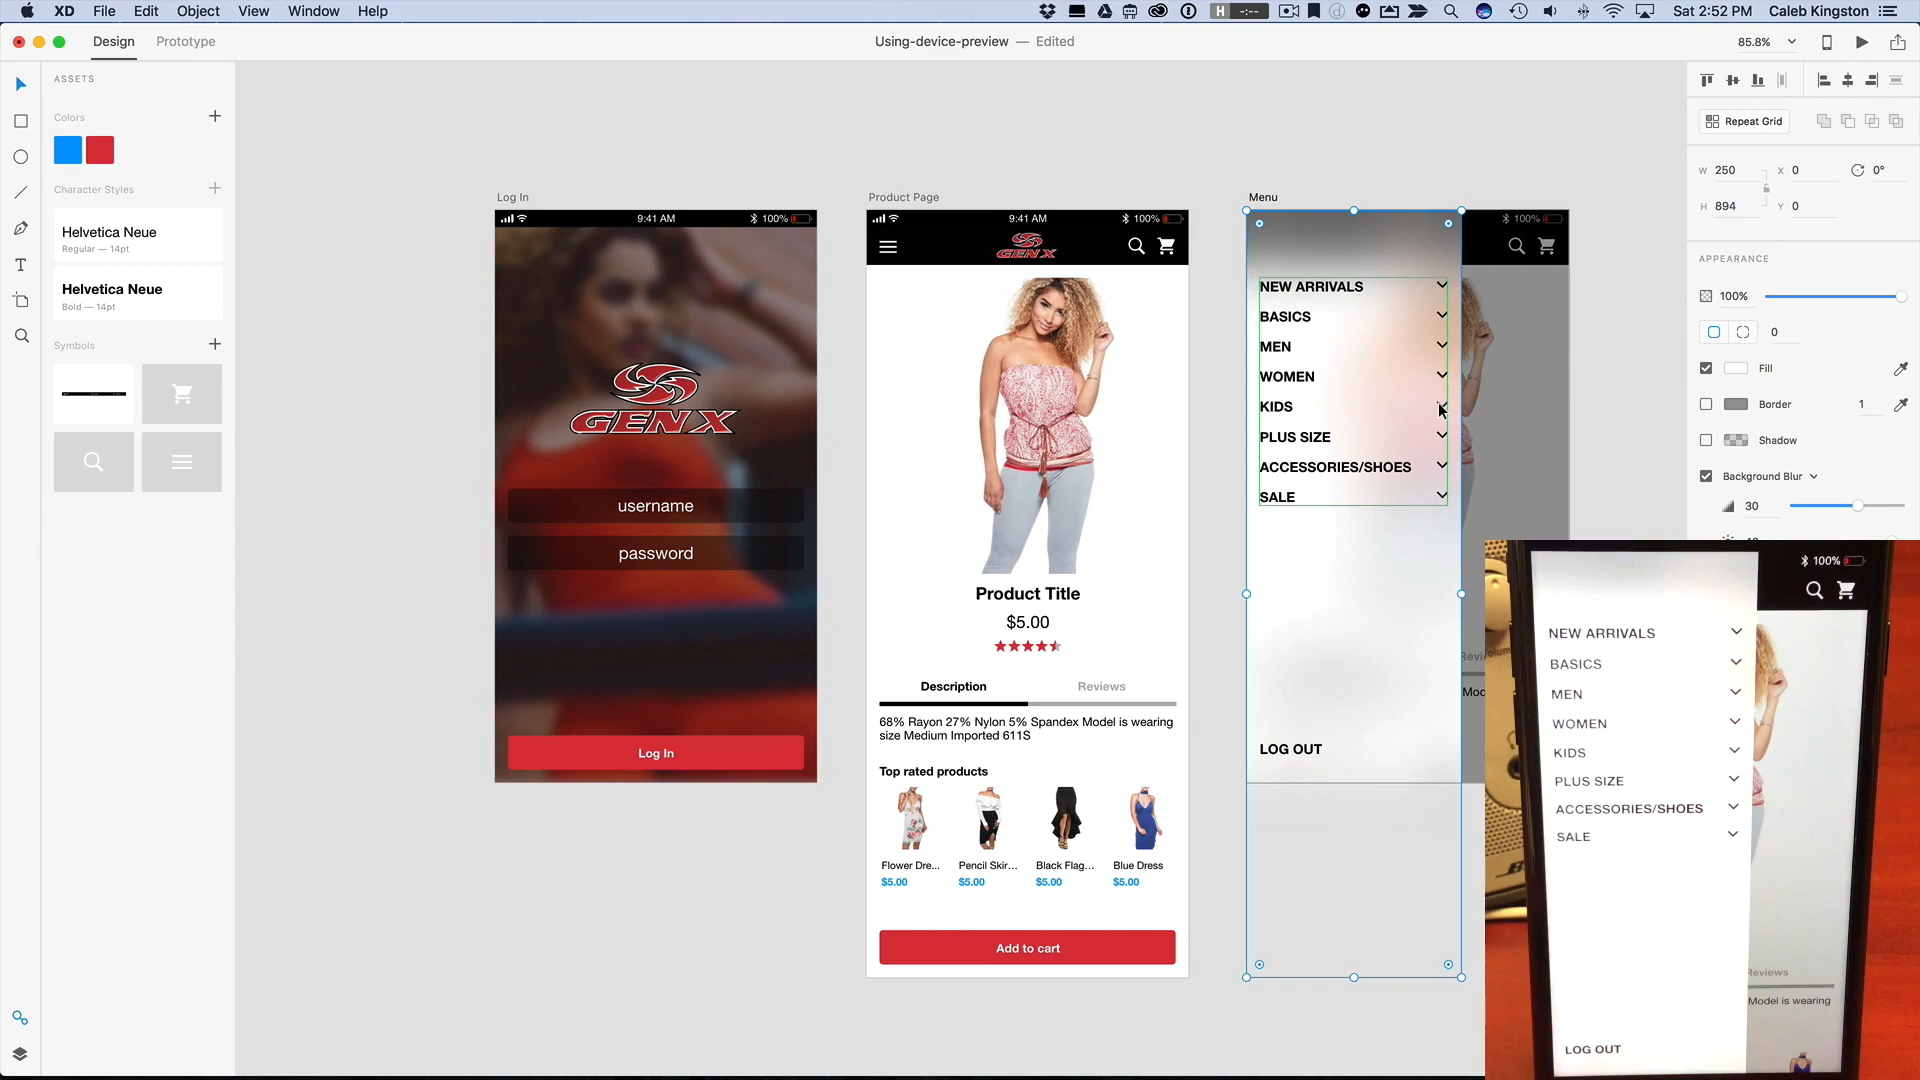 XD File Edit Object View Window Help
H -:-- Sat 2:52 PM Caleb Kingston
Design Prototype
Using-device-preview — Edited
85.8%
ASSETS
Colors
Character Styles
Helvetica Neue
Regular — 14pt
Helvetica Neue
Bold — 14pt
Symbols
Log In
9:41 AM 100%
GENX
username
password
Log In
Product Page
9:41 AM 100%
GEN X
Product Title
$5.00
Description Reviews
68% Rayon 27% Nylon 5% Spandex Model is wearing
size Medium Imported 611S
Top rated products
Flower Dre... Pencil Skir... Black Flag... Blue Dress
$5.00 $5.00 $5.00 $5.00
Add to cart
Menu
100%
NEW ARRIVALS
BASICS
MEN
WOMEN
KIDS
PLUS SIZE
ACCESSORIES/SHOES
SALE
LOG OUT
Repeat Grid
W 250 X 0 0°
H 894 Y 0
APPEARANCE
100%
0
Fill
Border 1
Shadow
Background Blur
30
100%
NEW ARRIVALS
BASICS
MEN
WOMEN
KIDS
PLUS SIZE
ACCESSORIES/SHOES
SALE
Reviews
Model is wearing
LOG OUT